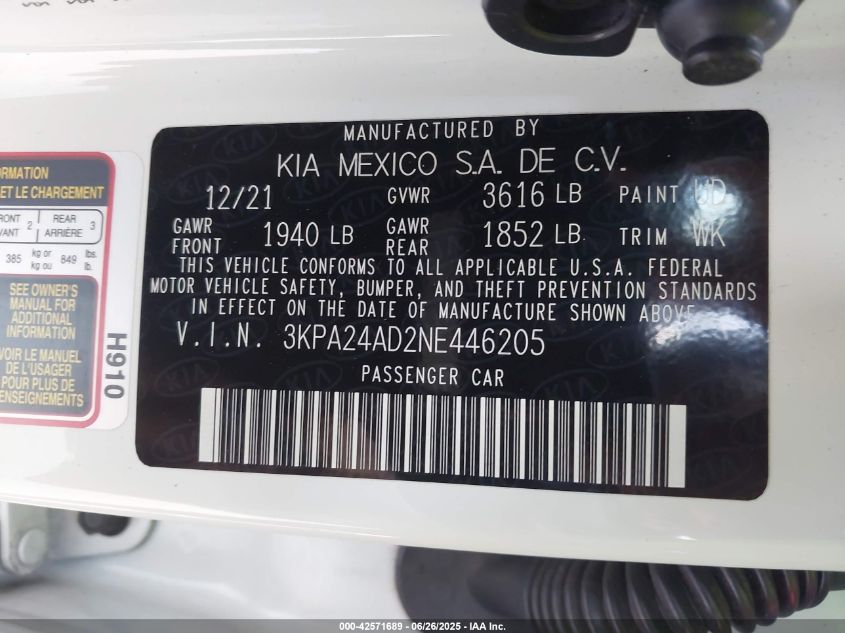 MANUFACTURED BY
KIA MEXICO S.A. DE C.V.
12/21 GVWR 3616 LB PAINT UD
GAWR FRONT 1940 LB GAWR REAR 1852 LB TRIM WK
THIS VEHICLE CONFORMS TO ALL APPLICABLE U.S.A. FEDERAL
MOTOR VEHICLE SAFETY, BUMPER, AND THEFT PREVENTION STANDARDS
IN EFFECT ON THE DATE OF MANUFACTURE SHOWN ABOVE.
V.I.N. 3KPA24AD2NE446205
PASSENGER CAR
ET LE CHARGEMENT
2 REAR 3
ARRIÈRE
385 kg or kg ou 849 lbs. lb.
SEE OWNER'S
MANUAL FOR
ADDITIONAL
INFORMATION
VOIR LE MANUEL
DE L'USAGER
POUR PLUS DE
RENSEIGNEMENTS
H910
000-42571689 - 06/26/2025 - IAA Inc.